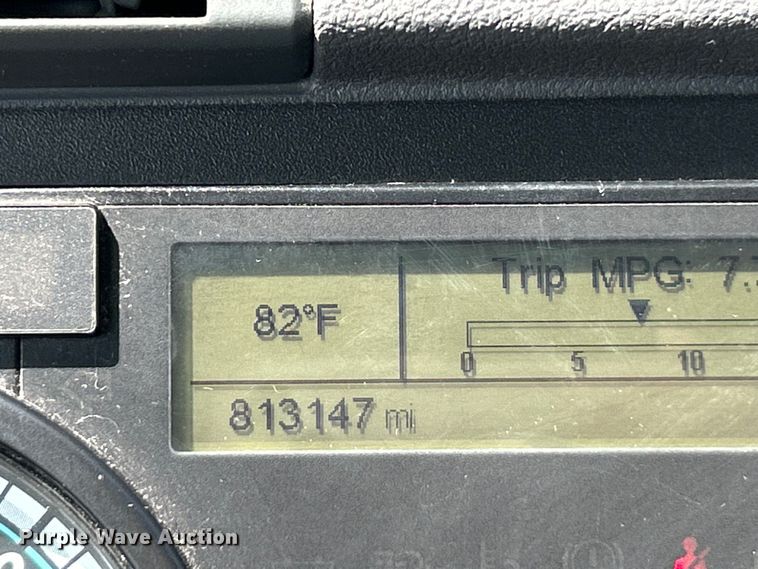 Trip MPG: 7.
82°F
0 5 10
813147 mi
Purple Wave Auction